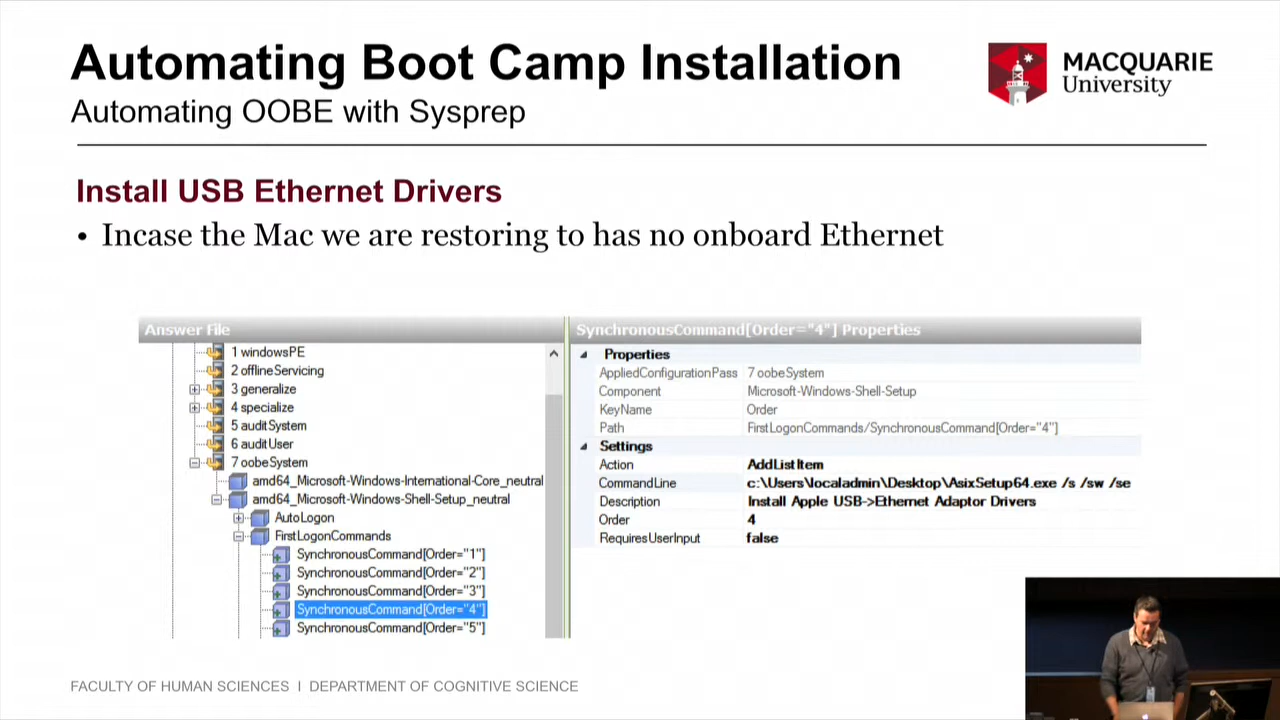 Automating Boot Camp Installation
Automating OOBE with Sysprep
MACQUARIE
University
Install USB Ethernet Drivers
• Incase the Mac we are restoring to has no onboard Ethernet
Answer File
1 windowsPE
2 offlineServicing
3 generalize
4 specialize
5 auditSystem
6 auditUser
7 oobeSystem
amd64_Microsoft-Windows-International-Core_neutral
amd64_Microsoft-Windows-Shell-Setup_neutral
AutoLogon
FirstLogonCommands
SynchronousCommand[Order="1"]
SynchronousCommand[Order="2"]
SynchronousCommand[Order="3"]
SynchronousCommand[Order="4"]
SynchronousCommand[Order="5"]
SynchronousCommand[Order="4"] Properties
Properties
AppliedConfigurationPass 7 oobeSystem
Component Microsoft-Windows-Shell-Setup
KeyName Order
Path FirstLogonCommands/SynchronousCommand[Order="4"]
Settings
Action AddListItem
CommandLine c:\Users\localadmin\Desktop\AsixSetup64.exe /s /sw /se
Description Install Apple USB->Ethernet Adaptor Drivers
Order 4
RequiresUserInput false
FACULTY OF HUMAN SCIENCES I DEPARTMENT OF COGNITIVE SCIENCE